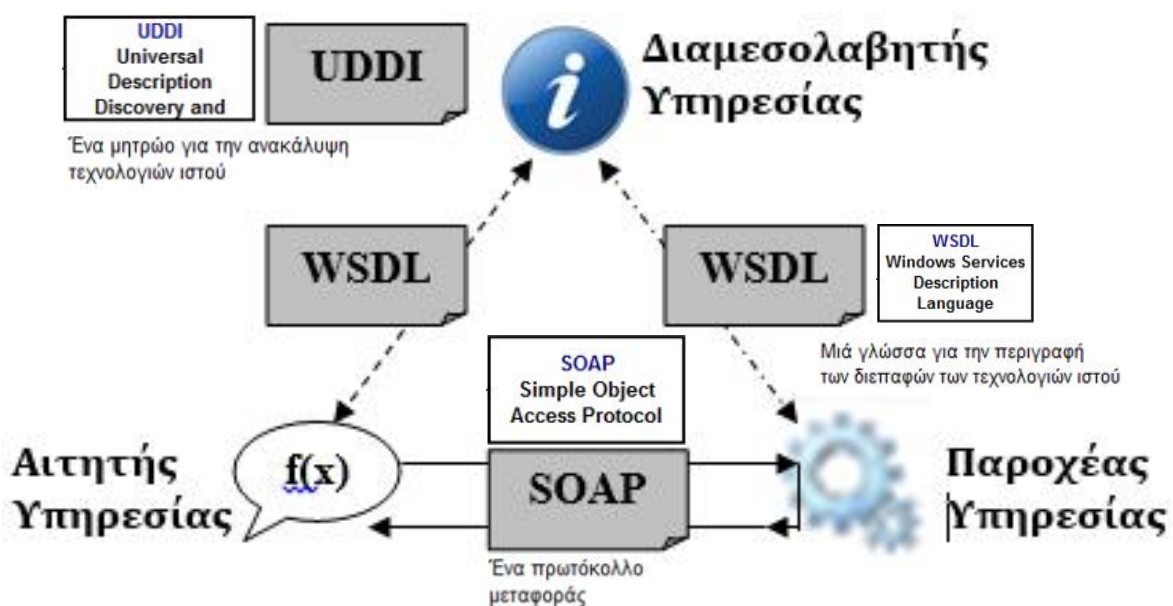 UDDI
Universal
Description
Discovery and
UDDI
Διαμεσολαβητής
Υπηρεσίας
Ένα μητρώο για την ανακάλυψη
τεχνολογιών ιστού
WSDL
WSDL
WSDL
Windows Services
Description
Language
Μιά γλώσσα για την περιγραφή
των διεπαφών των τεχνολογιών ιστού
SOAP
Simple Object
Access Protocol
Αιτητής
Υπηρεσίας
f(x)
SOAP
Παροχέας
Υπηρεσίας
Ένα πρωτόκολλο
μεταφοράς